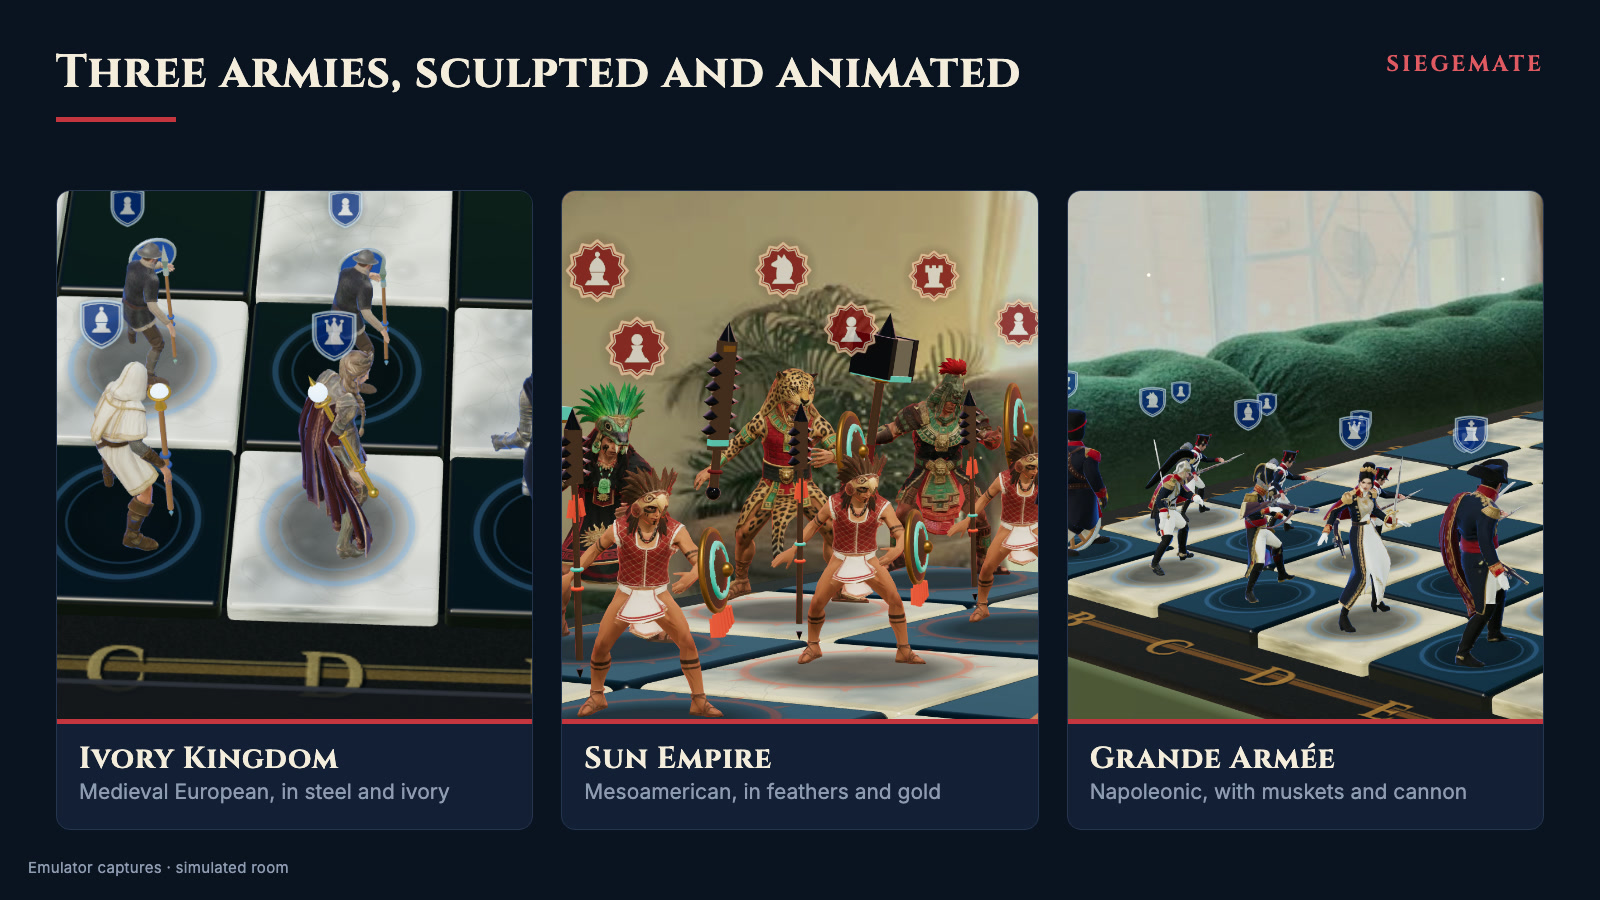 Three armies, sculpted and animated
SIEGEMATE
C D
B C D E
Ivory Kingdom
Medieval European, in steel and ivory
Sun Empire
Mesoamerican, in feathers and gold
Grande Armée
Napoleonic, with muskets and cannon
Emulator captures · simulated room